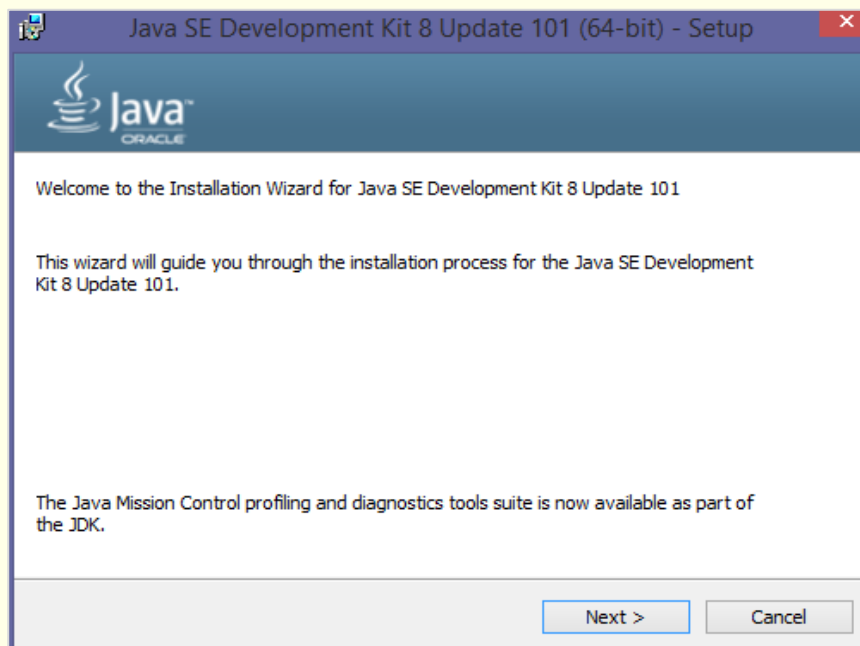 Java SE Development Kit 8 Update 101 (64-bit) - Setup
Java™
ORACLE
Welcome to the Installation Wizard for Java SE Development Kit 8 Update 101
This wizard will guide you through the installation process for the Java SE Development
Kit 8 Update 101.
The Java Mission Control profiling and diagnostics tools suite is now available as part of
the JDK.
Next > Cancel